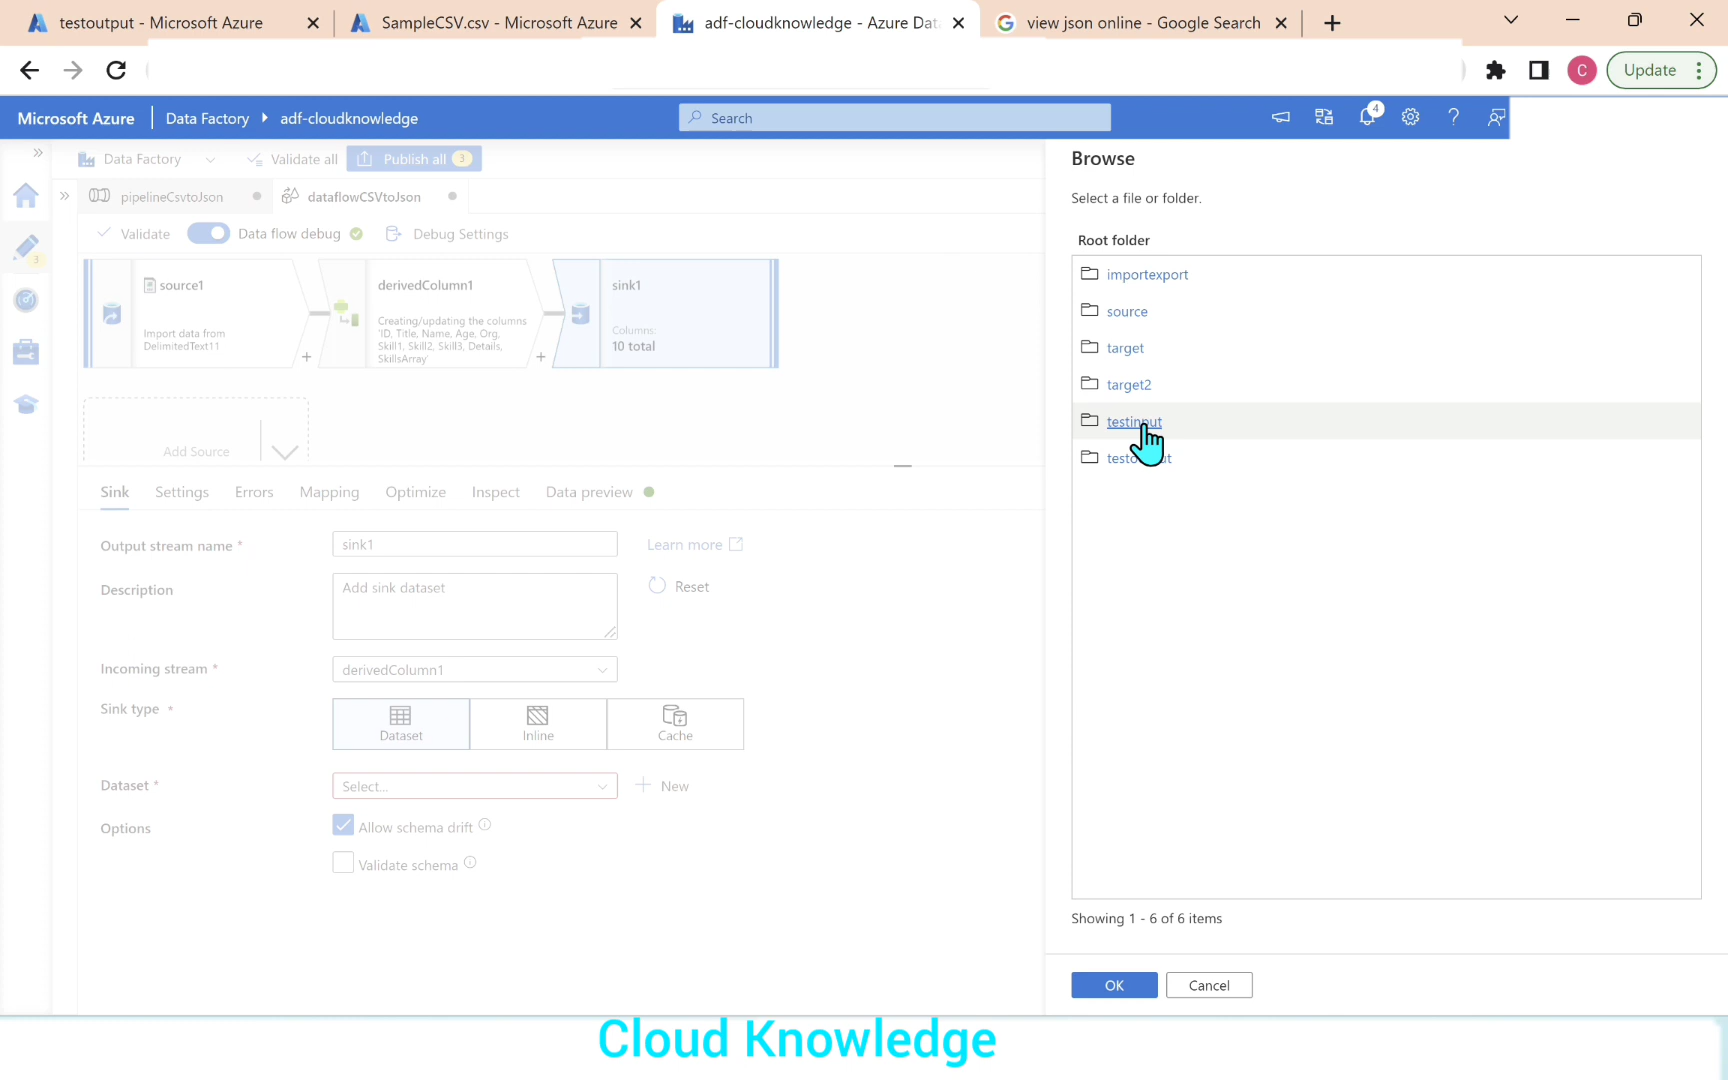 testoutput - Microsoft Azure
SampleCSV.csv - Microsoft Azure
adf-cloudknowledge - Azure Dat
view json online - Google Search
C
Update
Microsoft Azure
Data Factory
adf-cloudknowledge
Search
4
Data Factory
Validate all
Publish all
3
pipelineCsvtoJson
dataflowCSVtoJson
Validate
Data flow debug
Debug Settings
3
source1
Import data from
DelimitedText11
+
derivedColumn1
Creating/updating the columns
'ID, Title, Name, Age, Org,
Skill1, Skill2, Skill3, Details,
SkillsArray'
+
sink1
Columns:
10 total
Add Source
Sink
Settings
Errors
Mapping
Optimize
Inspect
Data preview
Output stream name *
sink1
Learn more
Description
Add sink dataset
Reset
Incoming stream *
derivedColumn1
Sink type *
Dataset
Inline
Cache
Dataset *
Select...
New
Options
Allow schema drift
Validate schema
Browse
Select a file or folder.
Root folder
importexport
source
target
target2
testinput
Showing 1 - 6 of 6 items
OK
Cancel
Cloud Knowledge